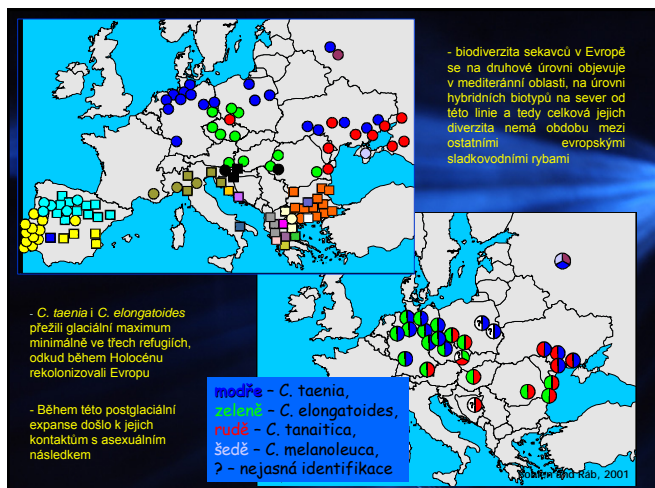 - biodiverzita sekavců v Evropě
se na druhové úrovni objevuje
v mediteránní oblasti, na úrovni
hybridních biotypů na sever od
této linie a tedy celková jejich
diverzita nemá obdobu mezi
ostatními evropskými
sladkovodními rybami
- C. taenia i C. elongatoides
přežili glaciální maximum
minimálně ve třech refugiích,
odkud během Holocénu
rekolonizovali Evropu
- Během této postglaciální
expanse došlo k jejich
kontaktům s asexuálním
následkem
modře – C. taenia,
zeleně – C. elongatoides,
rudě – C. tanaitica,
šedě – C. melanoleuca,
? – nejasná identifikace
and Ráb, 2001